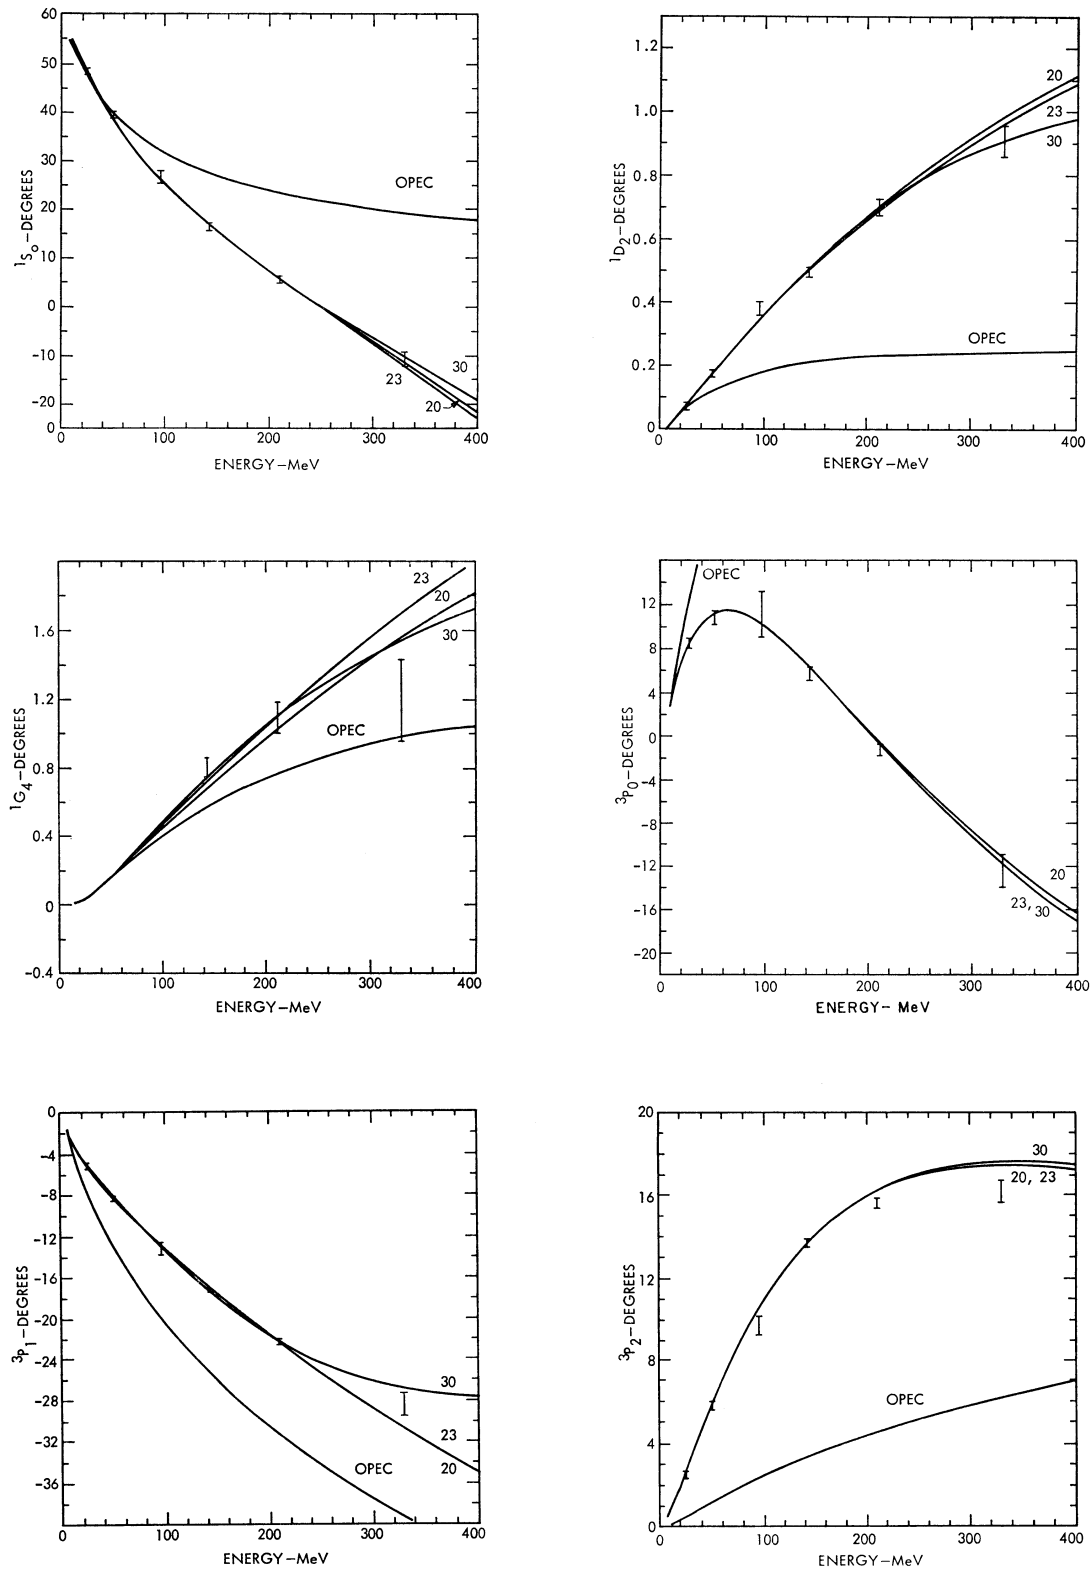 60
50
40
30
20
10
0
-10
-20
0
¹S₀–DEGREES
OPEC
30
23
20
0 100 200 300 400
ENERGY–MeV
1.2
1.0
0.8
0.6
0.4
0.2
0
¹D₂–DEGREES
20
23
30
OPEC
0 100 200 300 400
ENERGY–MeV
1.6
1.2
0.8
0.4
0
-0.4
¹G₄–DEGREES
23
20
30
OPEC
0 100 200 300 400
ENERGY–MeV
12
8
4
0
-4
-8
-12
-16
-20
³P₀–DEGREES
OPEC
20
23, 30
0 100 200 300 400
ENERGY– MeV
0
-4
-8
-12
-16
-20
-24
-28
-32
-36
³P₁–DEGREES
30
23
20
OPEC
0 100 200 300 400
ENERGY–MeV
20
16
12
8
4
0
³P₂–DEGREES
30
20, 23
OPEC
0 100 200 300 400
ENERGY–MeV